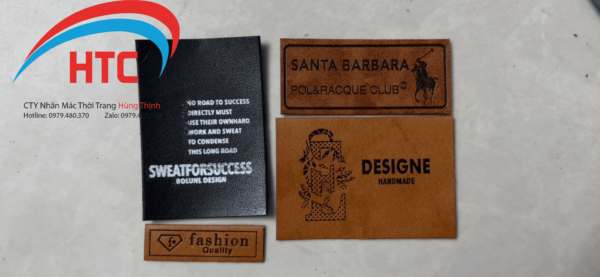 HTC
CTY Nhãn Mác Thời Trang Hùng Thịnh
Hotline: 0979.480.370 Zalo: 0979.4
NO ROAD TO SUCCESS
DIRECTLY MUST
USE THEIR OWNHARD
WORK AND SWEAT
TO CONDENSE
THIS LONG ROAD
SWEATFORSUCCESS
BOLUNL DESIGN
fashion
Quality
SANTA BARBARA
POL&RACQUE CLUB
DESIGNE
HANDMADE